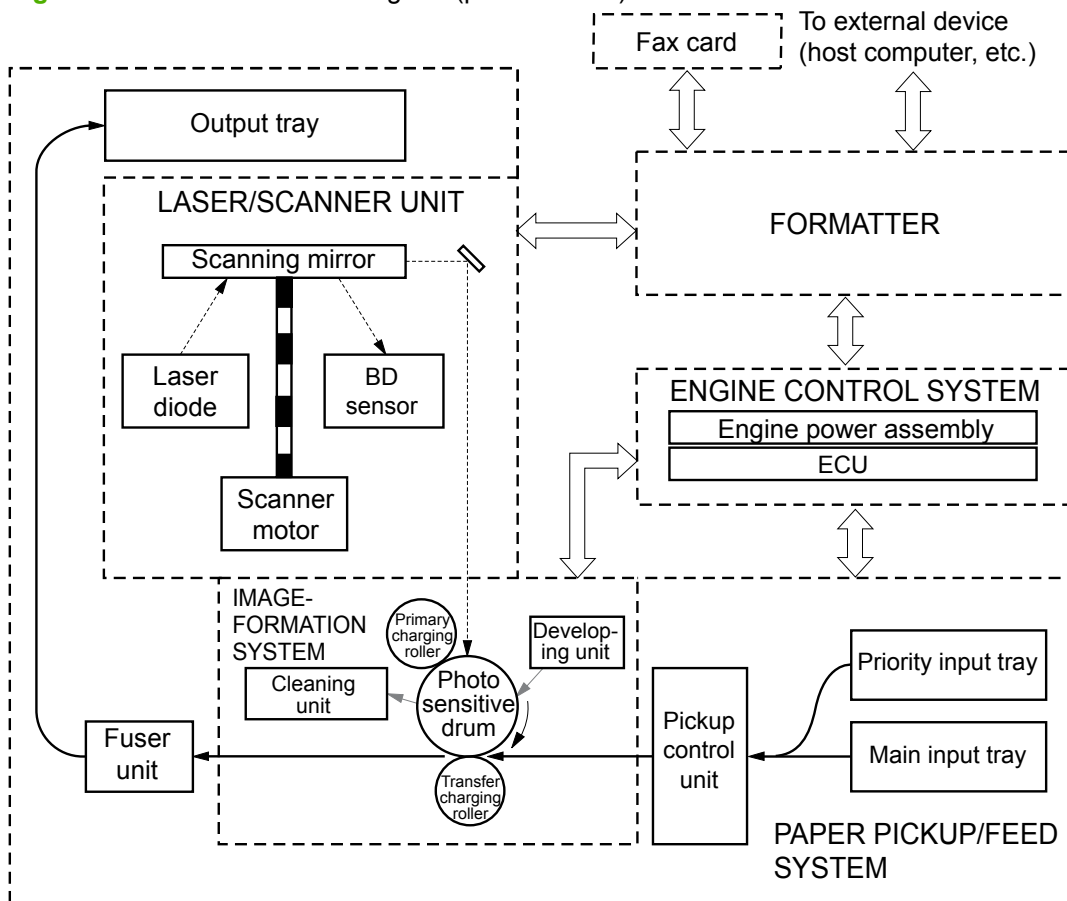 Fax card
To external device
(host computer, etc.)
Output tray
LASER/SCANNER UNIT
FORMATTER
Scanning mirror
Laser
diode
BD
sensor
Scanner
motor
ENGINE CONTROL SYSTEM
Engine power assembly
ECU
IMAGE-
FORMATION
SYSTEM
Primary
charging
roller
Develop-
ing unit
Cleaning
unit
Photo
sensitive
drum
Transfer
charging
roller
Fuser
unit
Pickup
control
unit
Priority input tray
Main input tray
PAPER PICKUP/FEED
SYSTEM